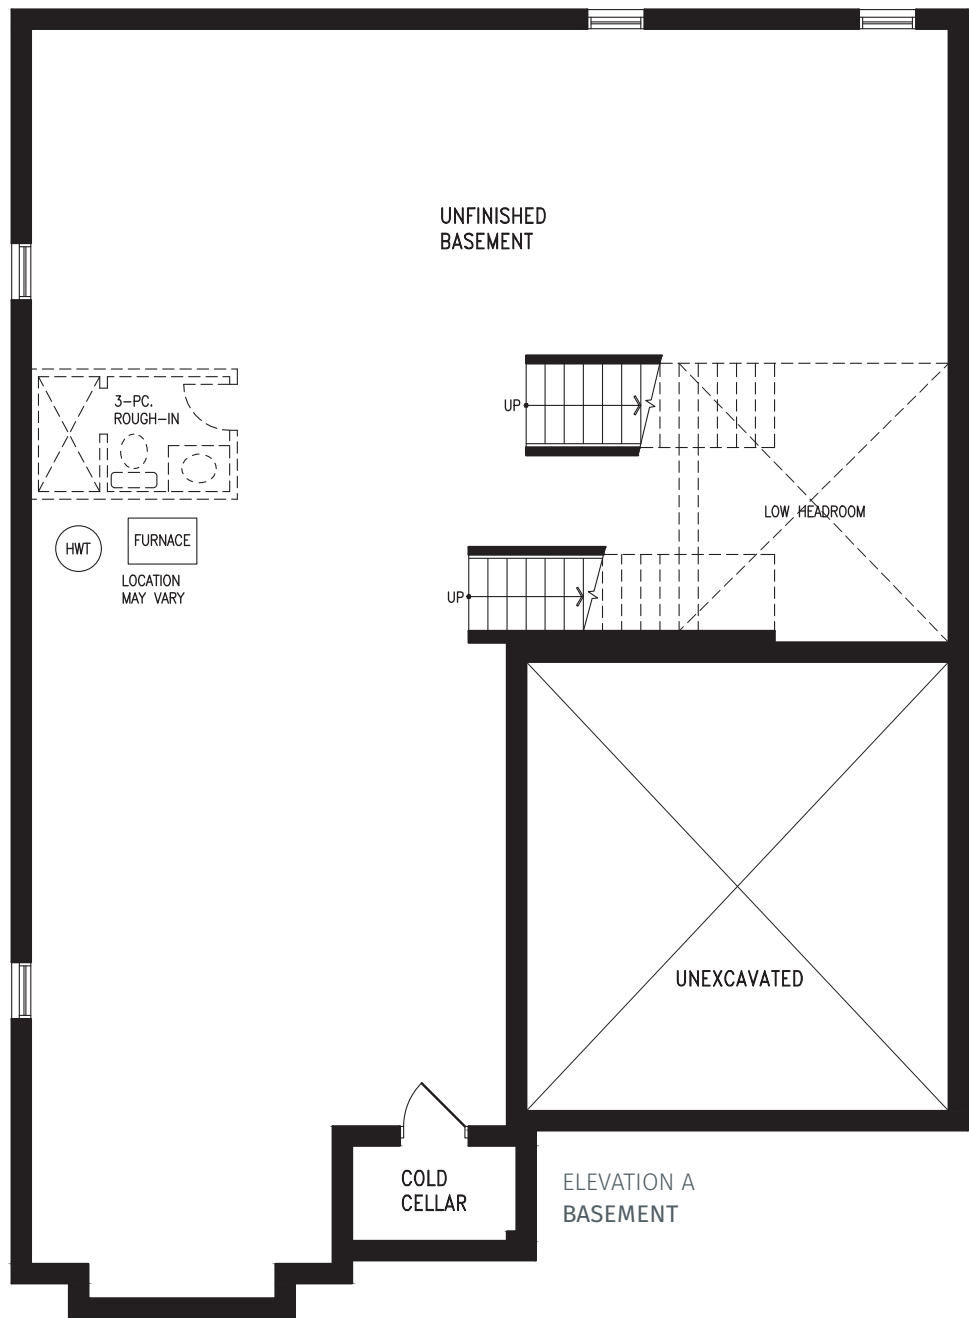 UNFINISHED
BASEMENT
3-PC.
ROUGH-IN
UP
LOW HEADROOM
HWT
FURNACE
LOCATION
MAY VARY
UP
UNEXCAVATED
COLD
CELLAR
ELEVATION A
BASEMENT